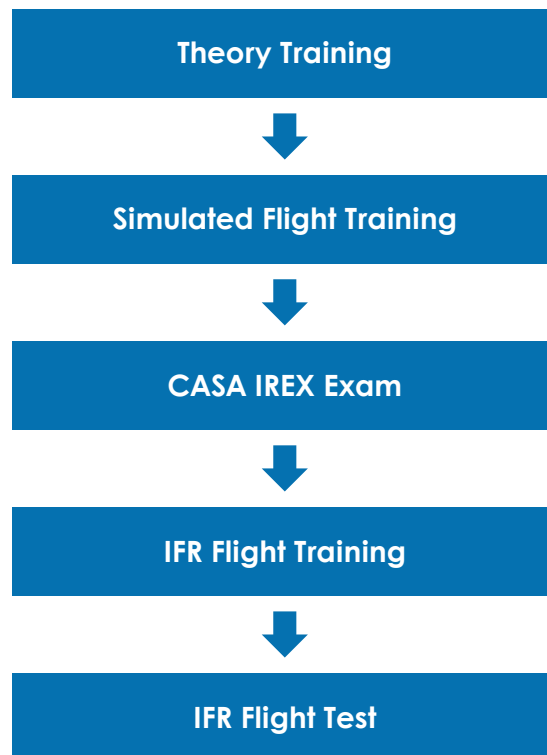 Theory Training
Simulated Flight Training
CASA IREX Exam
IFR Flight Training
IFR Flight Test